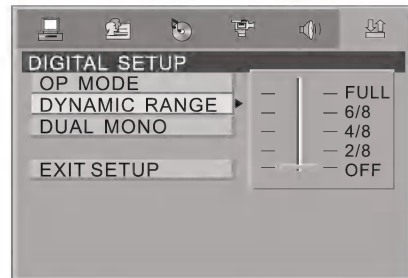 DIGITAL SETUP
OP MODE
DYNAMIC RANGE
DUAL MONO
EXIT SETUP
FULL
6/8
4/8
2/8
OFF